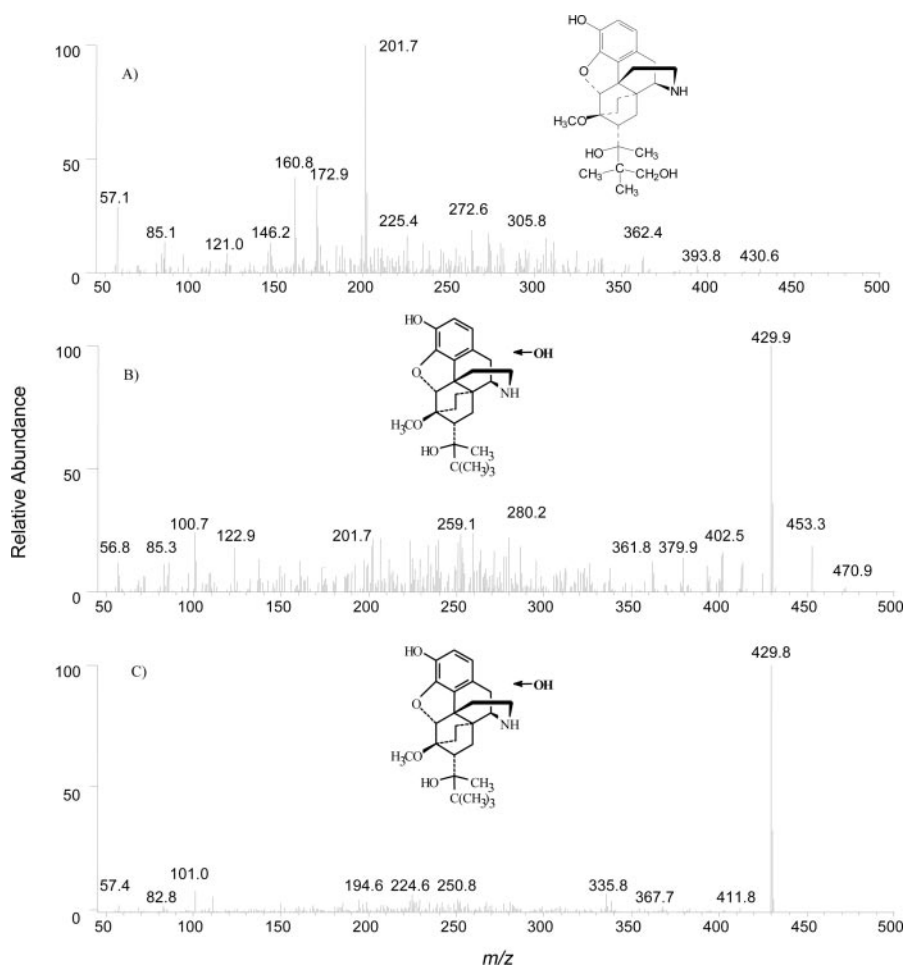 HO
100
201.7
A)
O
NH
H₃CO
HO
CH₃
C
CH₂OH
CH₃
CH₃
50
160.8
172.9
57.1
85.1
121.0
146.2
225.4
272.6
305.8
362.4
393.8
430.6
0
50
100
150
200
250
300
350
400
450
500
HO
OH
100
429.9
B)
O
NH
H₃CO
HO
CH₃
C(CH₃)₃
50
56.8
85.3
100.7
122.9
201.7
259.1
280.2
361.8
379.9
402.5
453.3
470.9
0
50
100
150
200
250
300
350
400
450
500
Relative Abundance
HO
OH
100
429.8
C)
O
NH
H₃CO
HO
CH₃
C(CH₃)₃
50
57.4
82.8
101.0
194.6
224.6
250.8
335.8
367.7
411.8
0
50
100
150
200
250
300
350
400
450
500
m/z